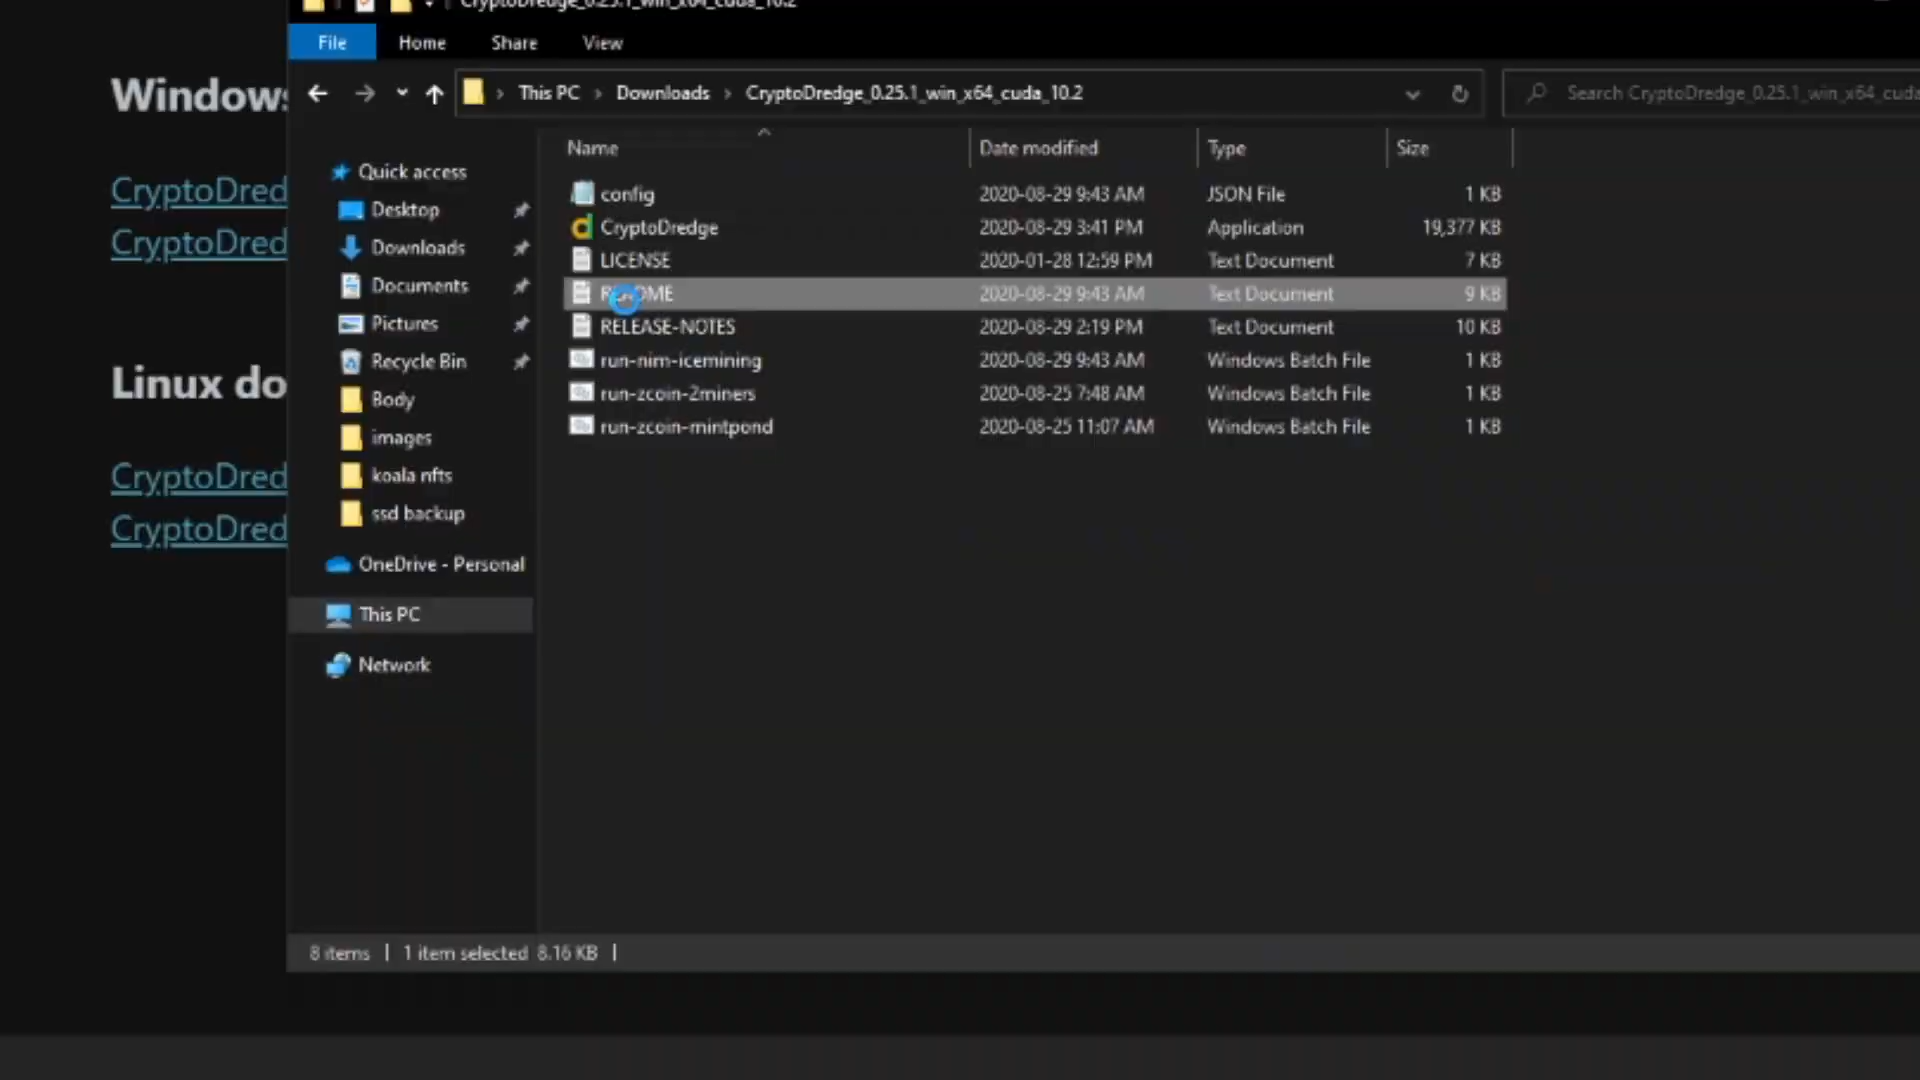 CryptoDredge_0.25.1_win_x64_cuda_10.2
File Home Share View
This PC > Downloads > CryptoDredge_0.25.1_win_x64_cuda_10.2
Search CryptoDredge_0.25.1_win_x64_cuda
Windows
CryptoDred
CryptoDred
Linux do
CryptoDred
CryptoDred
Quick access
Desktop
Downloads
Documents
Pictures
Recycle Bin
Body
images
koala nfts
ssd backup
OneDrive - Personal
This PC
Network
Name Date modified Type Size
config 2020-08-29 9:43 AM JSON File 1 KB
CryptoDredge 2020-08-29 3:41 PM Application 19,377 KB
LICENSE 2020-01-28 12:59 PM Text Document 7 KB
README 2020-08-29 9:43 AM Text Document 9 KB
RELEASE-NOTES 2020-08-29 2:19 PM Text Document 10 KB
run-nim-icemining 2020-08-29 9:43 AM Windows Batch File 1 KB
run-zcoin-2miners 2020-08-25 7:48 AM Windows Batch File 1 KB
run-zcoin-mintpond 2020-08-25 11:07 AM Windows Batch File 1 KB
8 items | 1 item selected 8.16 KB |